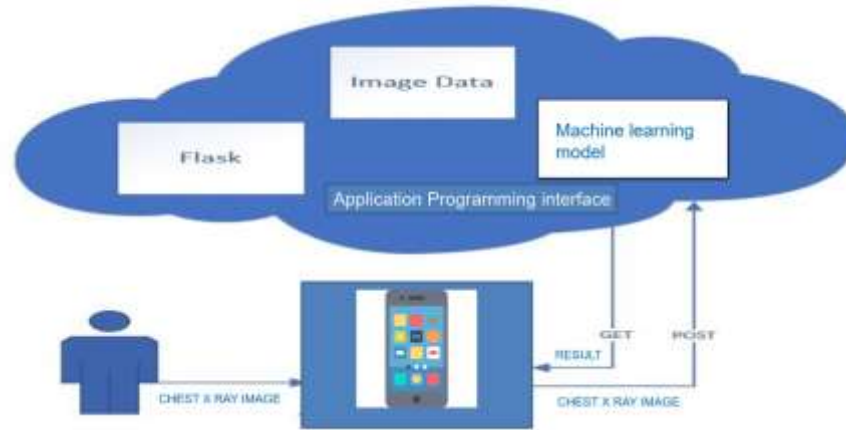 Image Data
Flask
Machine learning
model
Application Programming interface
GET
POST
RESULT
CHEST X RAY IMAGE
CHEST X RAY IMAGE